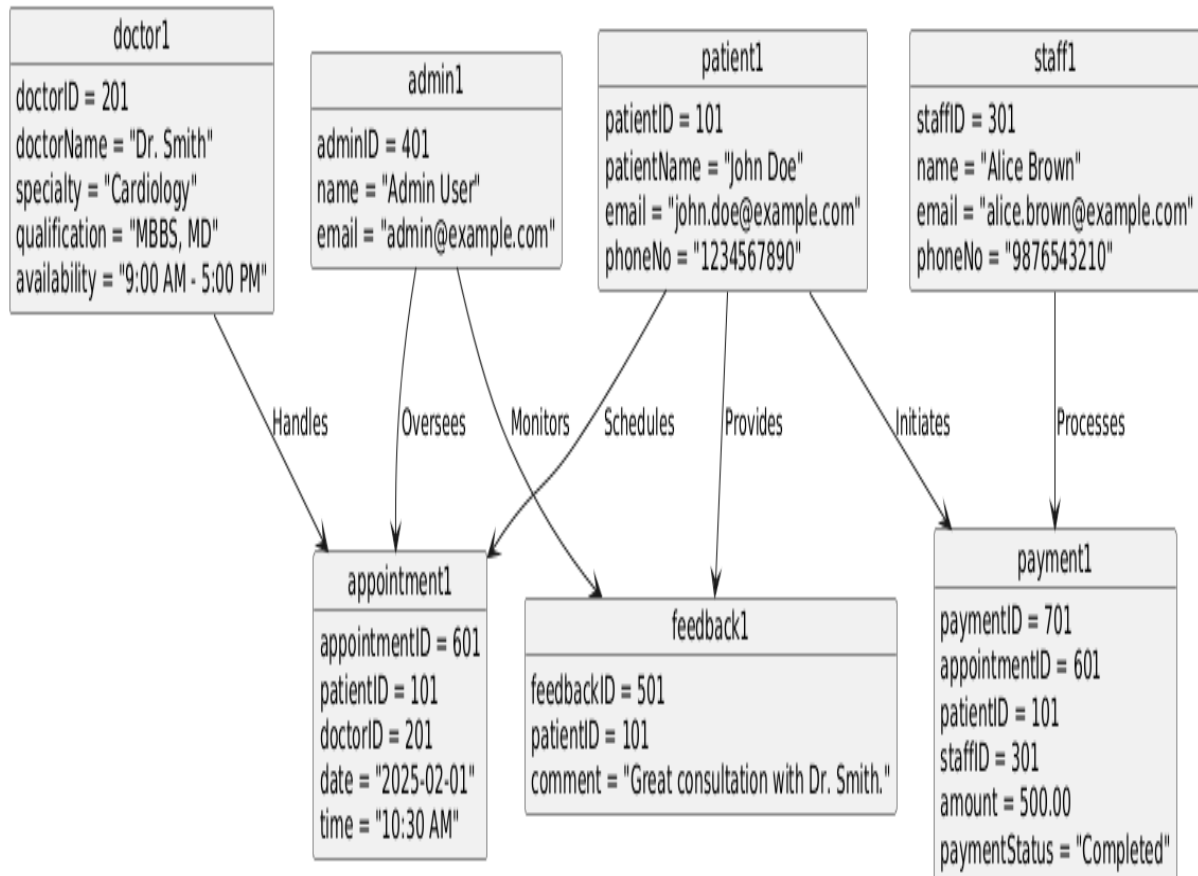 doctor1
doctorID = 201
doctorName = "Dr. Smith"
specialty = "Cardiology"
qualification = "MBBS, MD"
availability = "9:00 AM - 5:00 PM"
admin1
adminID = 401
name = "Admin User"
email = "admin@example.com"
patient1
patientID = 101
patientName = "John Doe"
email = "john.doe@example.com"
phoneNo = "1234567890"
staff1
staffID = 301
name = "Alice Brown"
email = "alice.brown@example.com"
phoneNo = "9876543210"
Handles
Oversees
Monitors
Schedules
Provides
Initiates
Processes
appointment1
appointmentID = 601
patientID = 101
doctorID = 201
date = "2025-02-01"
time = "10:30 AM"
feedback1
feedbackID = 501
patientID = 101
comment = "Great consultation with Dr. Smith."
payment1
paymentID = 701
appointmentID = 601
patientID = 101
staffID = 301
amount = 500.00
paymentStatus = "Completed"